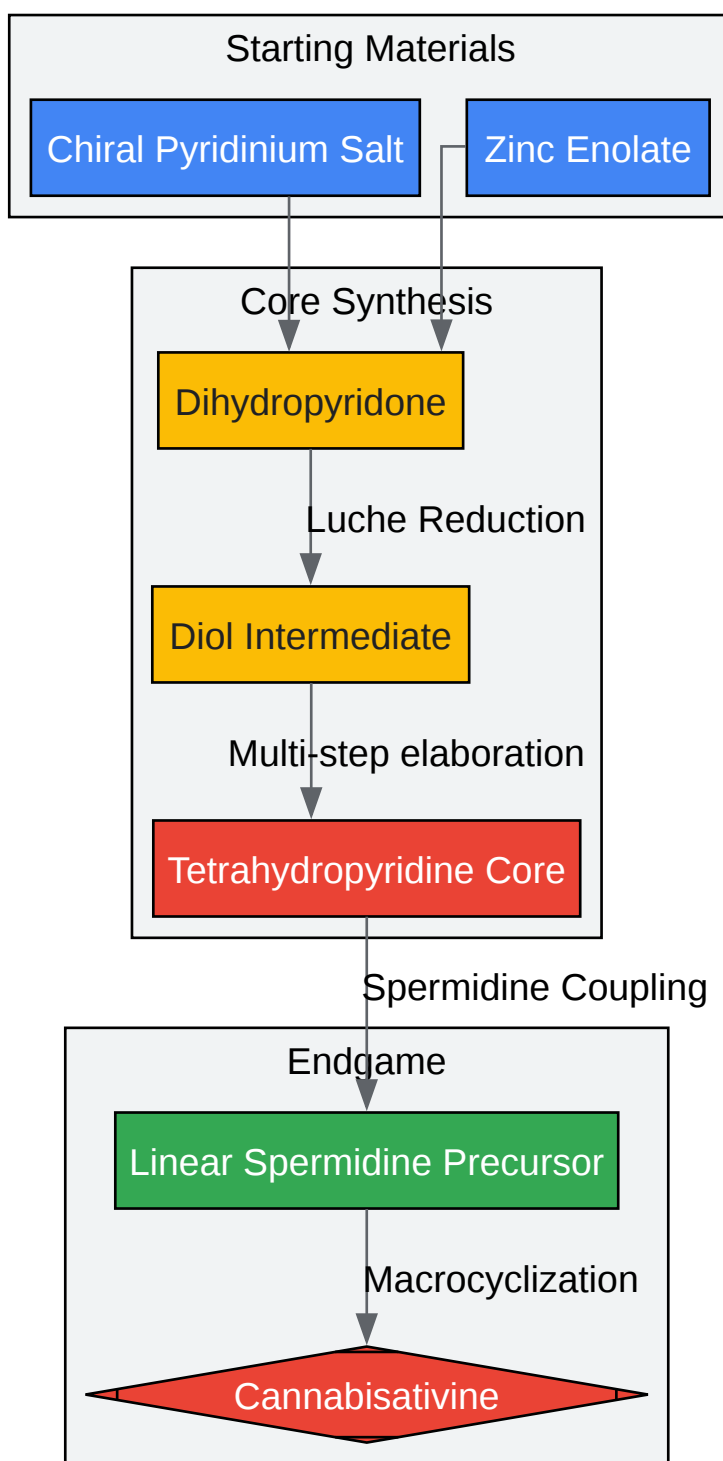 Starting Materials
Chiral Pyridinium Salt
Zinc Enolate
Core Synthesis
Dihydropyridone
Luche Reduction
Diol Intermediate
Multi-step elaboration
Tetrahydropyridine Core
Spermidine Coupling
Endgame
Linear Spermidine Precursor
Macrocyclization
Cannabisativine